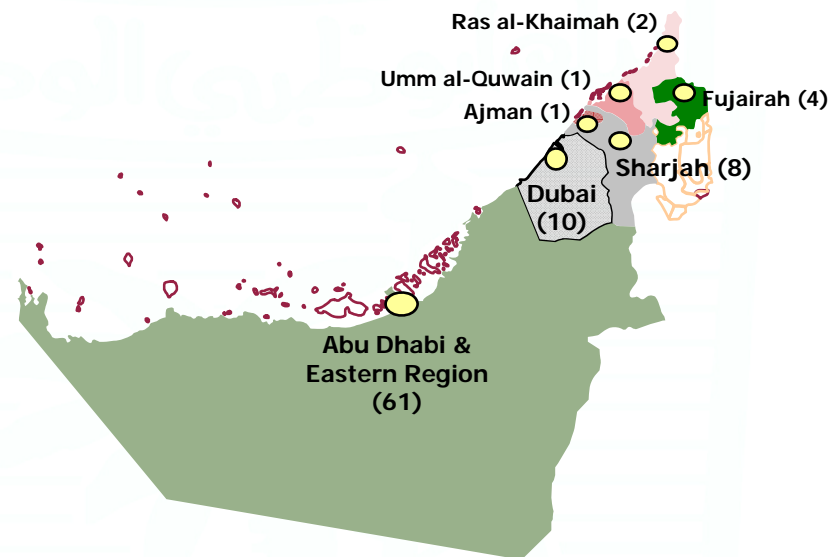 Ras al-Khaimah (2)
Umm al-Quwain (1)
Ajman (1)
Fujairah (4)
Sharjah (8)
Dubai
(10)
Abu Dhabi &
Eastern Region
(61)